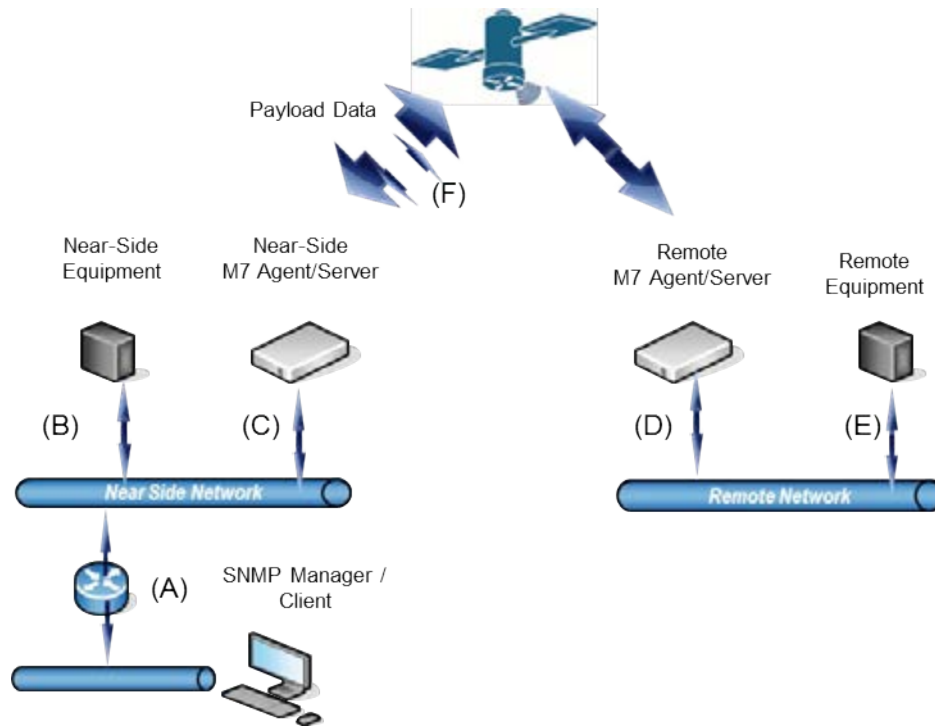 Payload Data
(F)
Near-Side
Equipment
Near-Side
M7 Agent/Server
Remote
M7 Agent/Server
Remote
Equipment
(B)
(C)
(D)
(E)
Near Side Network
Remote Network
(A)
SNMP Manager /
Client